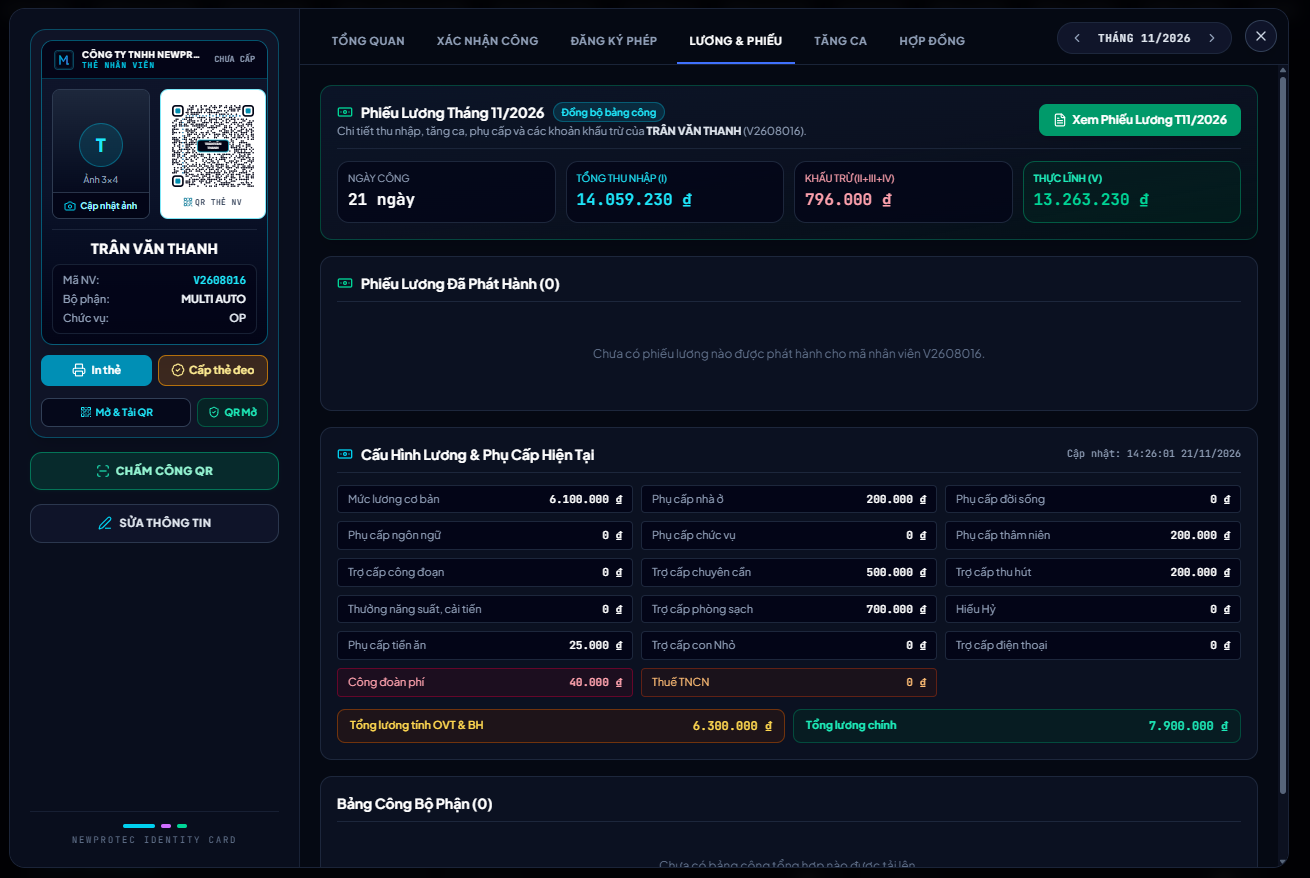 CÔNG TY TNHH NEWPR...
THẺ NHÂN VIÊN
CHƯA CẤP
T
Ảnh 3×4
Cập nhật ảnh
QR THẺ NV
TRẦN VĂN THANH
Mã NV: V2608016
Bộ phận: MULTI AUTO
Chức vụ: OP
In thẻ
Cấp thẻ đeo
Mở & Tải QR
QR Mở
CHẤM CÔNG QR
SỬA THÔNG TIN
NEWPROTEC IDENTITY CARD
TỔNG QUAN XÁC NHẬN CÔNG ĐĂNG KÝ PHÉP LƯƠNG & PHIẾU TĂNG CA HỢP ĐỒNG
THÁNG 11/2026
Phiếu Lương Tháng 11/2026 Đồng bộ bảng công
Chi tiết thu nhập, tăng ca, phụ cấp và các khoản khấu trừ của TRẦN VĂN THANH (V2608016).
Xem Phiếu Lương T11/2026
NGÀY CÔNG
21 ngày
TỔNG THU NHẬP (I)
14.059.230 đ
KHẤU TRỪ (II+III+IV)
796.000 đ
THỰC LĨNH (V)
13.263.230 đ
Phiếu Lương Đã Phát Hành (0)
Chưa có phiếu lương nào được phát hành cho mã nhân viên V2608016.
Cấu Hình Lương & Phụ Cấp Hiện Tại
Cập nhật: 14:26:01 21/11/2026
Mức lương cơ bản 6.100.000 đ
Phụ cấp nhà ở 200.000 đ
Phụ cấp đời sống 0 đ
Phụ cấp ngôn ngữ 0 đ
Phụ cấp chức vụ 0 đ
Phụ cấp thâm niên 200.000 đ
Trợ cấp công đoạn 0 đ
Trợ cấp chuyên cần 500.000 đ
Trợ cấp thu hút 200.000 đ
Thưởng năng suất, cải tiến 0 đ
Trợ cấp phòng sạch 700.000 đ
Hiếu Hỷ 0 đ
Phụ cấp tiền ăn 25.000 đ
Trợ cấp con Nhỏ 0 đ
Trợ cấp điện thoại 0 đ
Công đoàn phí 40.000 đ
Thuế TNCN 0 đ
Tổng lương tính OVT & BH 6.300.000 đ
Tổng lương chính 7.900.000 đ
Bảng Công Bộ Phận (0)
Chưa có bảng công tổng hợp nào được tải lên